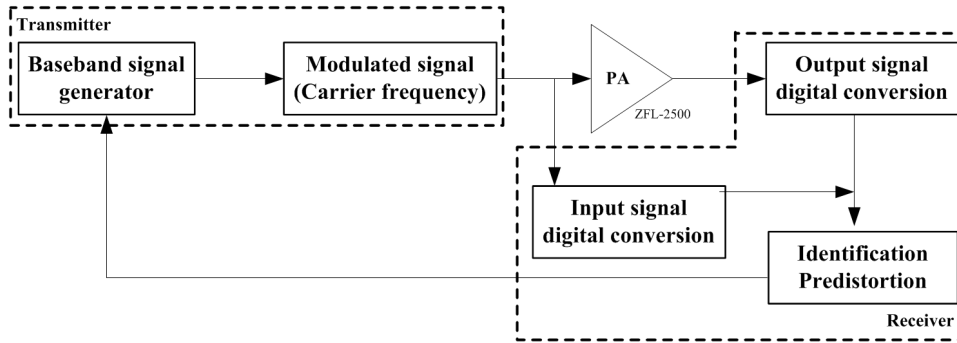 Transmitter
Baseband signal
generator
Modulated signal
(Carrier frequency)
PA
ZFL-2500
Output signal
digital conversion
Input signal
digital conversion
Identification
Predistortion
Receiver